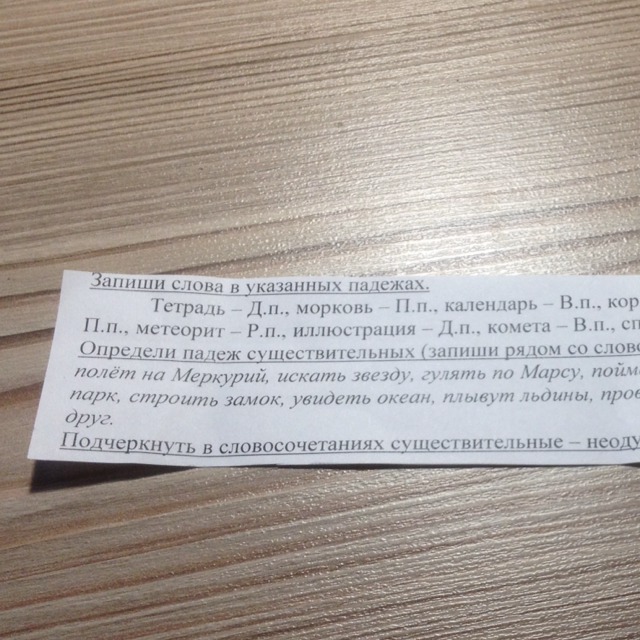 Запиши слова в указанных падежах.
Тетрадь – Д.п., морковь – П.п., календарь – В.п.,
П.п., метеорит – Р.п., иллюстрация – Д.п., комета – В.п.,
Определи падеж существительных (запиши рядом со
полёт на Меркурий, искать звезду, гулять по Марсу,
парк, строить замок, увидеть океан, плывут льдины,
друг.
Подчеркнуть в словосочетаниях существительные –